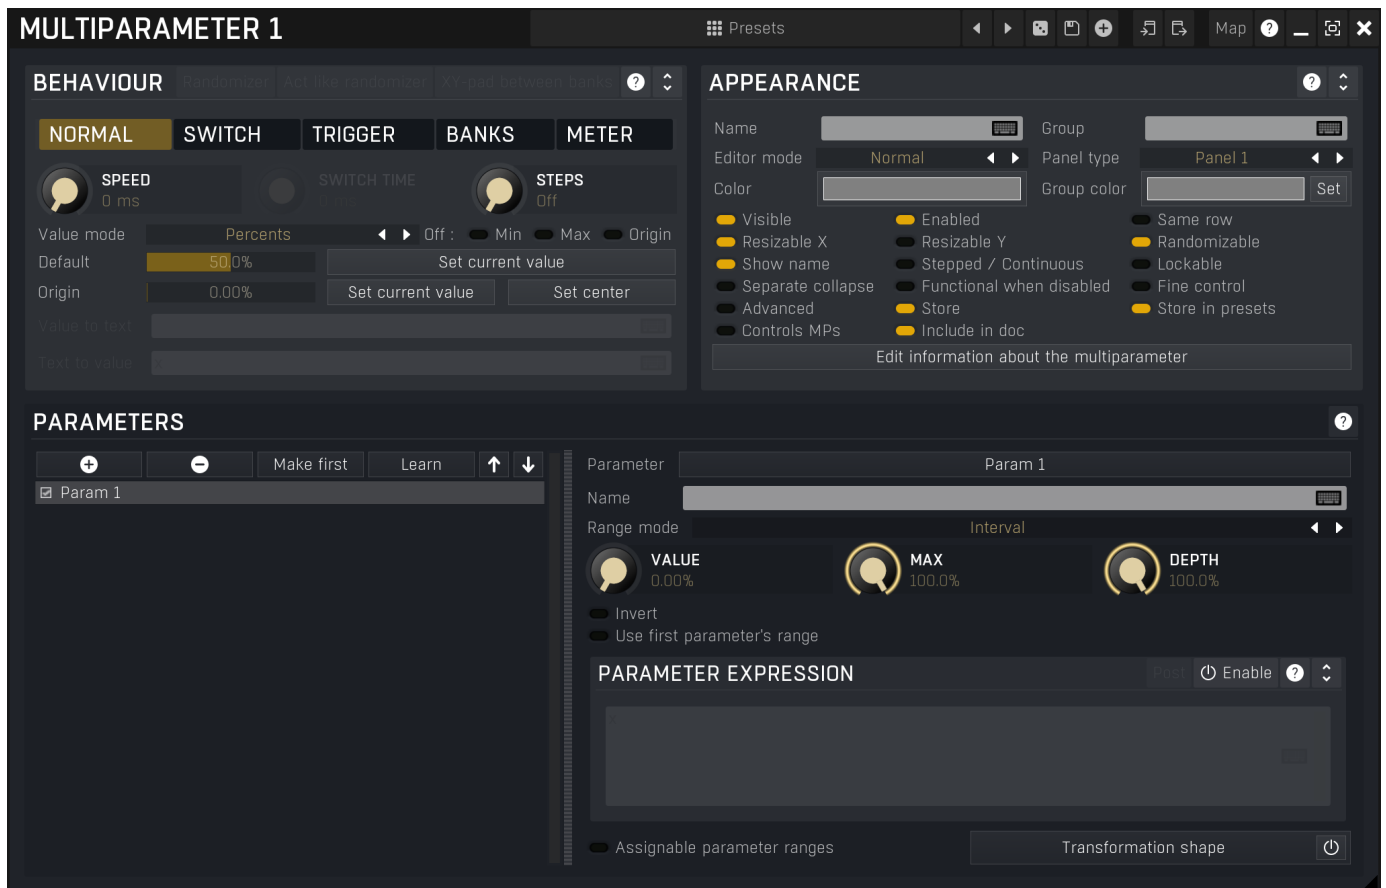 MULTIPARAMETER 1
Presets
Map
BEHAVIOUR Randomizer Act like randomizer XY-pad between banks
NORMAL SWITCH TRIGGER BANKS METER
SPEED
0 ms
SWITCH TIME
0 ms
STEPS
Off
Value mode Percents Off : Min Max Origin
Default 50.0% Set current value
Origin 0.00% Set current value Set center
Value to text
Text to value x
APPEARANCE
Name Group
Editor mode Normal Panel type Panel 1
Color Group color Set
Visible Enabled Same row
Resizable X Resizable Y Randomizable
Show name Stepped / Continuous Lockable
Separate collapse Functional when disabled Fine control
Advanced Store Store in presets
Controls MPs Include in doc
Edit information about the multiparameter
PARAMETERS
Make first Learn
Param 1
Parameter Param 1
Name
Range mode Interval
VALUE
0.00%
MAX
100.0%
DEPTH
100.0%
Invert
Use first parameter's range
PARAMETER EXPRESSION Post Enable
Assignable parameter ranges Transformation shape